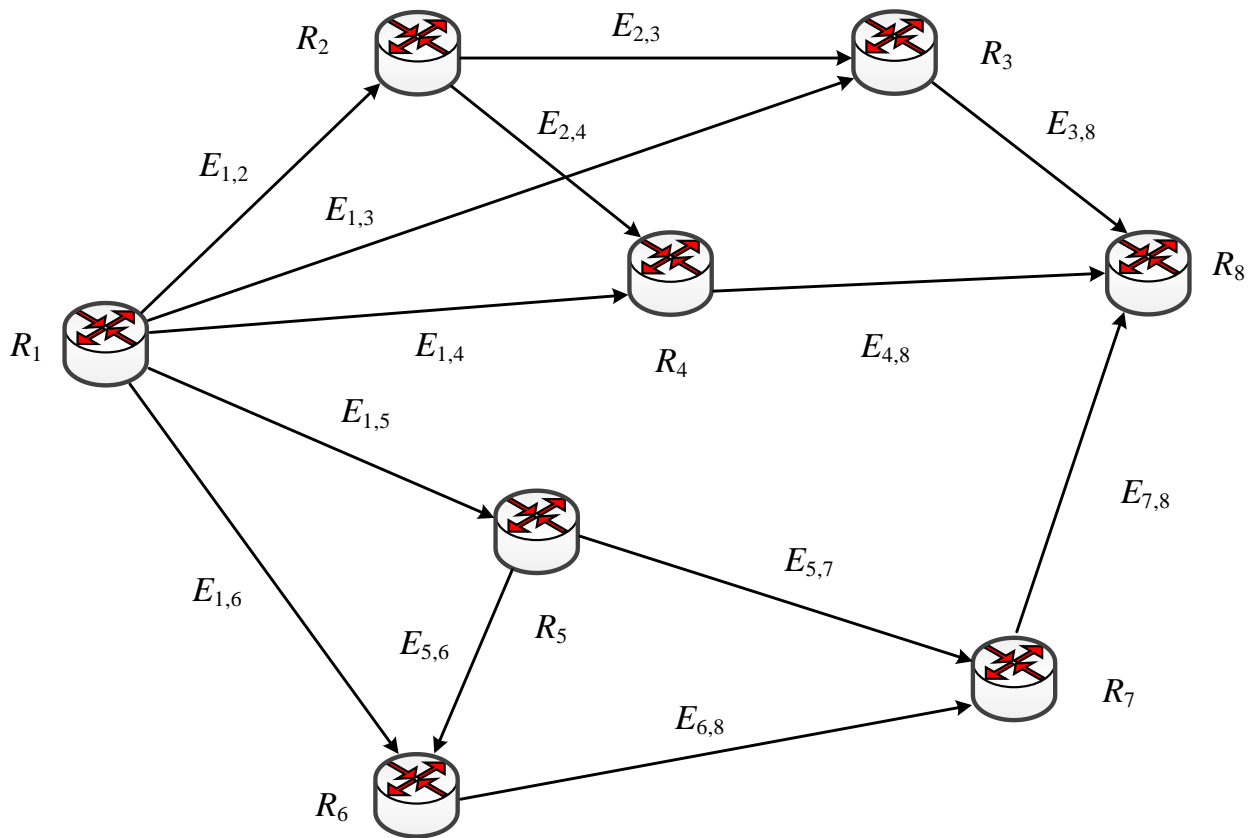 R2
E2,3
R3
E2,4
E3,8
E1,2
E1,3
R8
R1
E1,4
R4
E4,8
E1,5
E7,8
E5,7
E1,6
R5
E5,6
R7
E6,8
R6